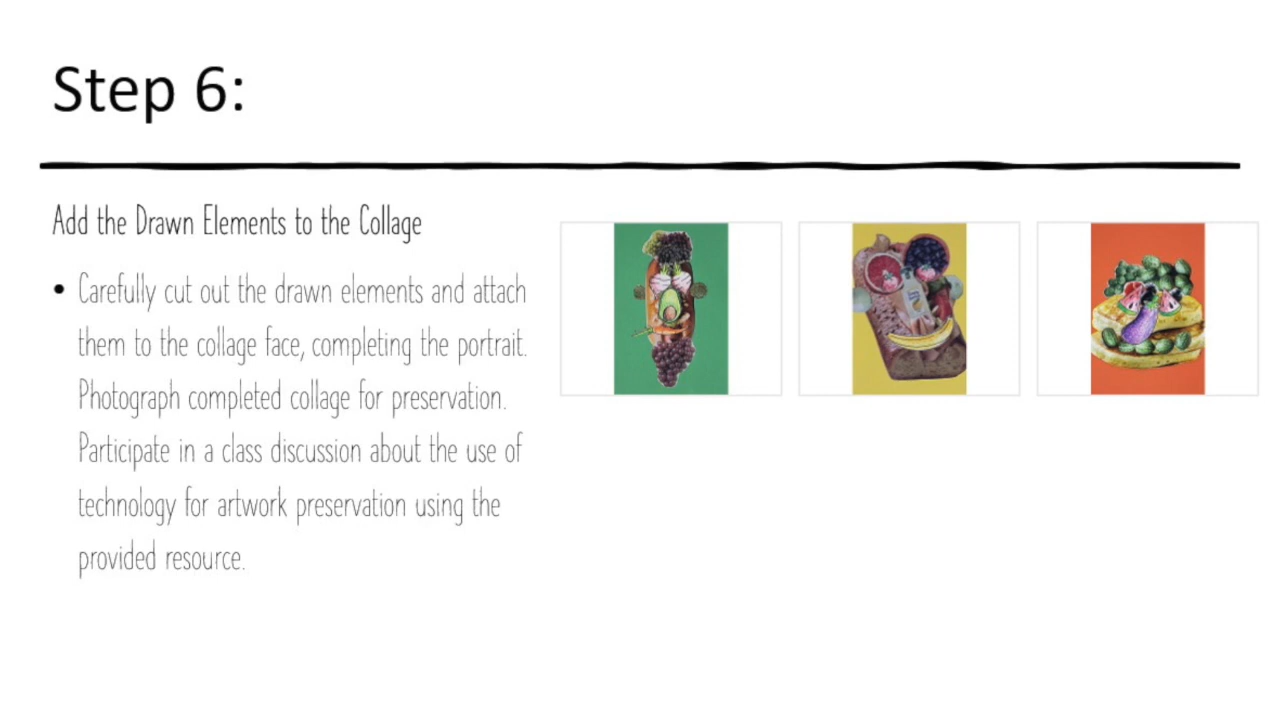 Step 6:
Add the Drawn Elements to the Collage
• Carefully cut out the drawn elements and attach
them to the collage face, completing the portrait.
Photograph completed collage for preservation.
Participate in a class discussion about the use of
technology for artwork preservation using the
provided resource.